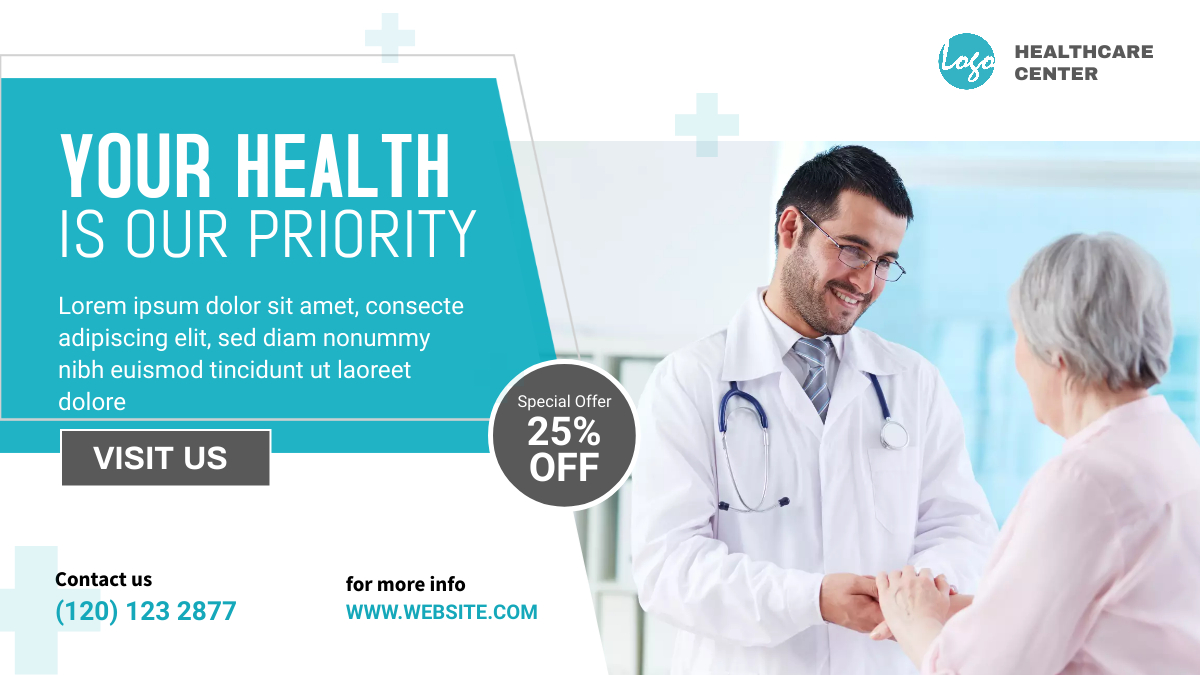 Logo
HEALTHCARE
CENTER
YOUR HEALTH
IS OUR PRIORITY
Lorem ipsum dolor sit amet, consecte
adipiscing elit, sed diam nonummy
nibh euismod tincidunt ut laoreet
dolore
VISIT US
Special Offer
25%
OFF
Contact us
(120) 123 2877
for more info
WWW.WEBSITE.COM